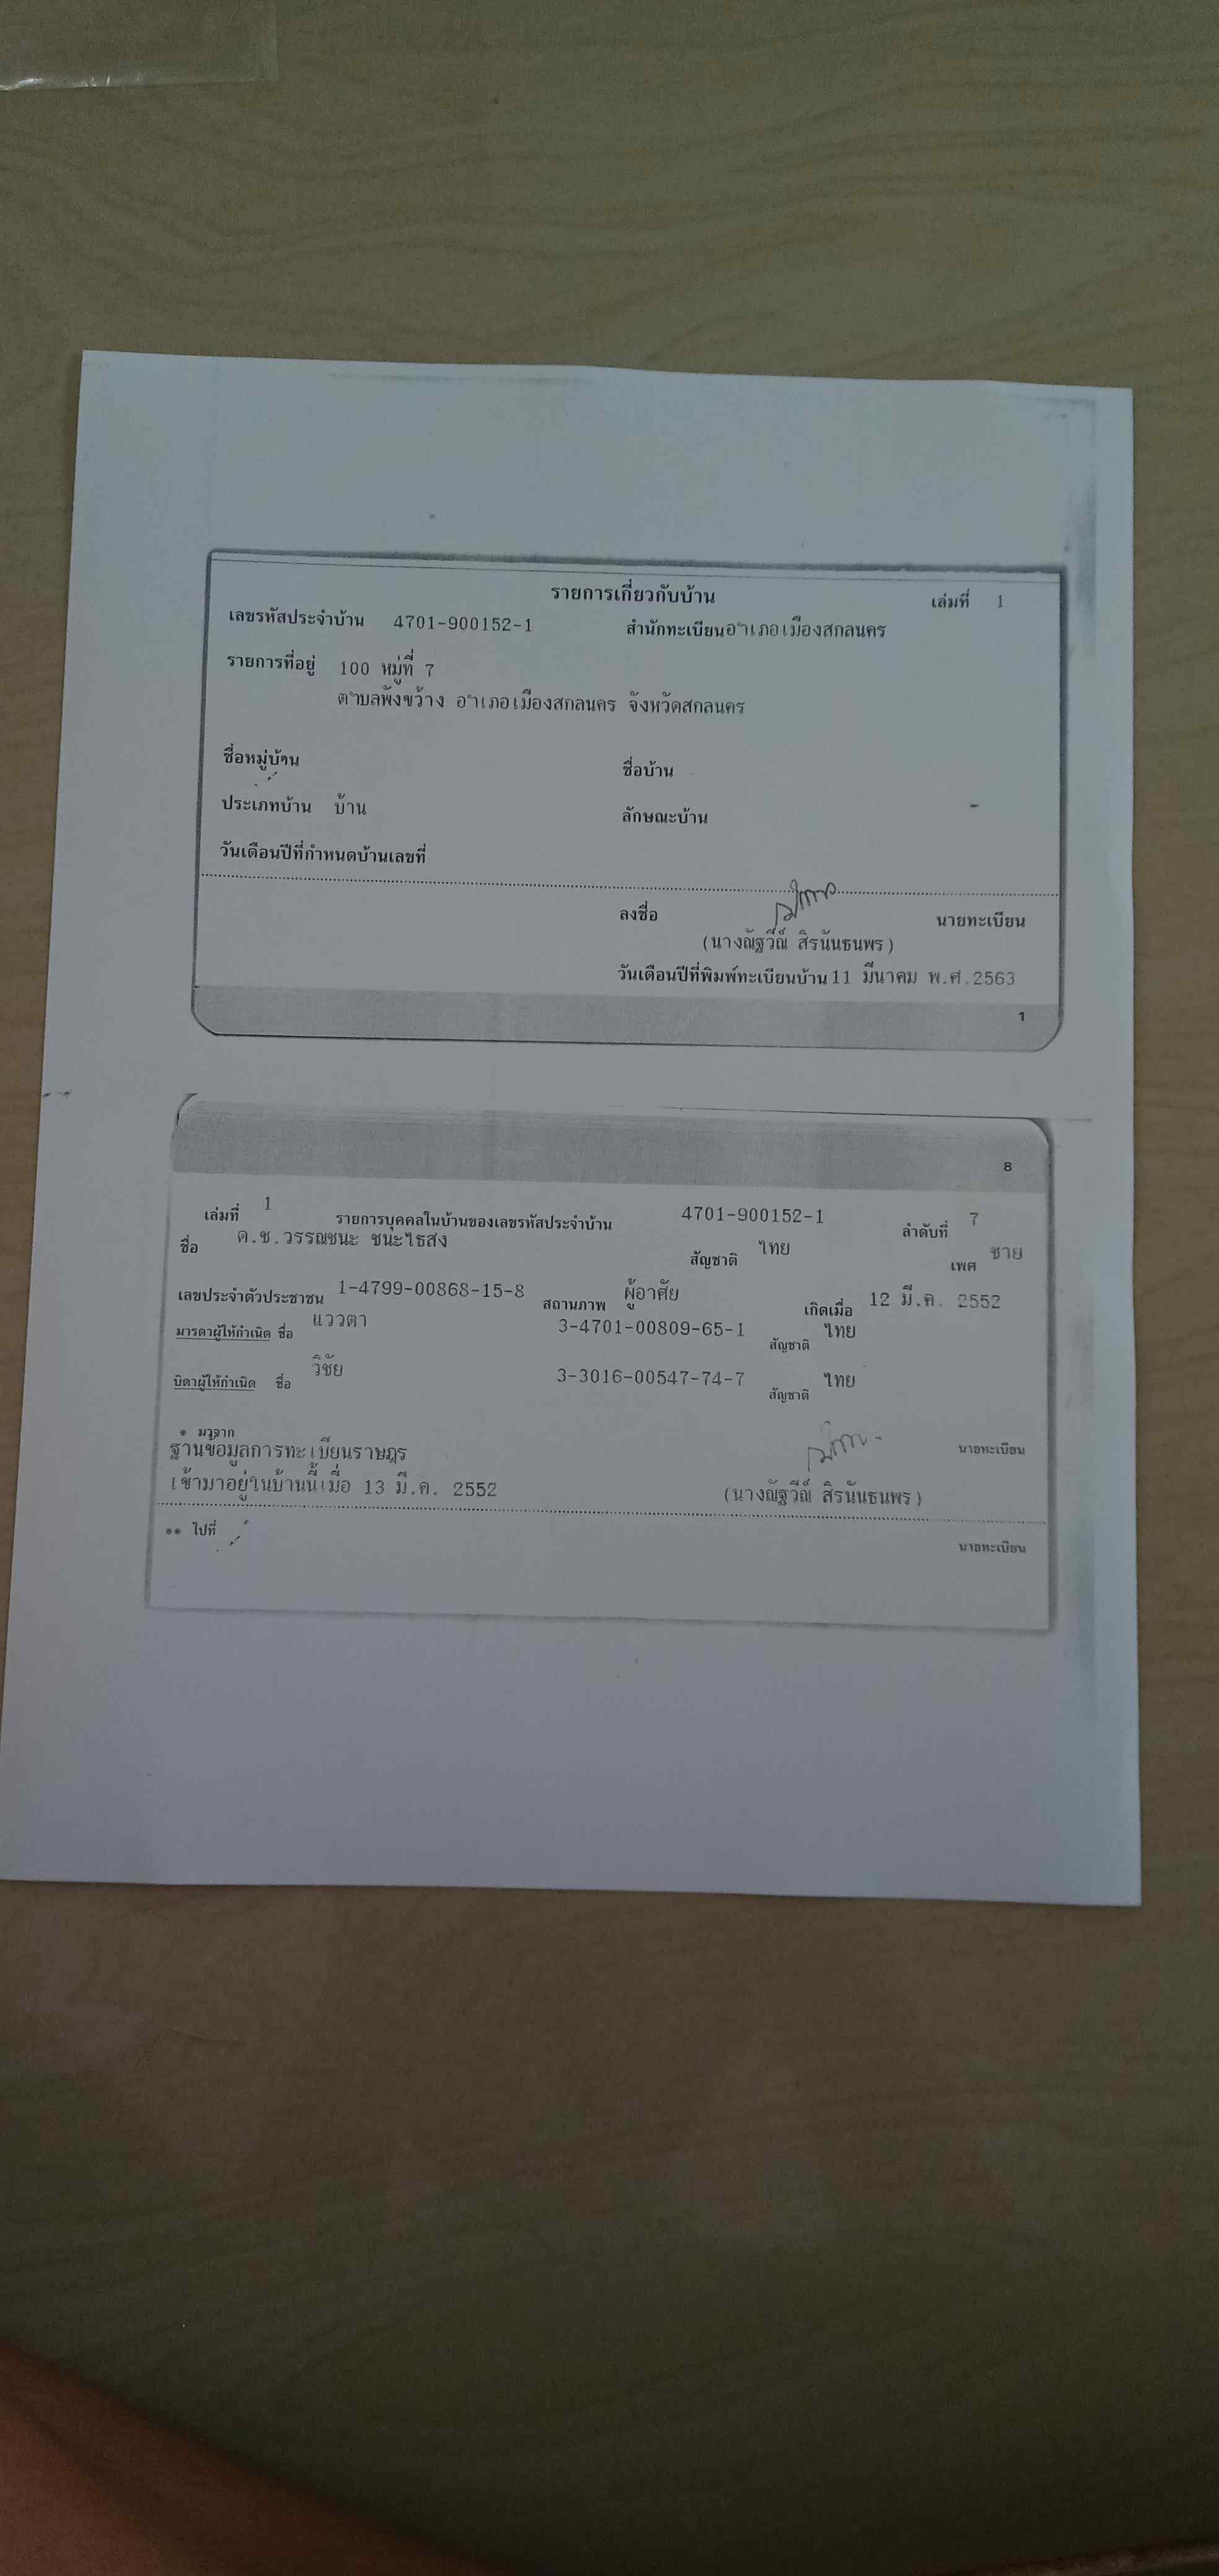 รายการเกี่ยวกับบ้าน เล่มที่ 1
เลขรหัสประจำบ้าน 4701-900152-1 สำนักทะเบียนอำเภอเมืองสกลนคร
รายการที่อยู่ 100 หมู่ที่ 7
ตำบลพังขว้าง อำเภอเมืองสกลนคร จังหวัดสกลนคร
ชื่อหมู่บ้าน ชื่อบ้าน
ประเภทบ้าน บ้าน ลักษณะบ้าน
วันเดือนปีที่กำหนดบ้านเลขที่
ลงชื่อ นายทะเบียน
(นางณัฐวีณ์ สิรนันธนพร)
วันเดือนปีที่พิมพ์ทะเบียนบ้าน 11 มีนาคม พ.ศ.2563
1
8
เล่มที่ 1 รายการบุคคลในบ้านของเลขรหัสประจำบ้าน 4701-900152-1 ลำดับที่ 7
ชื่อ ด.ช.วรรณชนะ ชนะไธสง สัญชาติ ไทย เพศ ชาย
เลขประจำตัวประชาชน 1-4799-00868-15-8 สถานภาพ ผู้อาศัย เกิดเมื่อ 12 มี.ค. 2552
มารดาผู้ให้กำเนิด ชื่อ แววตา 3-4701-00809-65-1 สัญชาติ ไทย
บิดาผู้ให้กำเนิด ชื่อ วิชัย 3-3016-00547-74-7 สัญชาติ ไทย
* มาจาก
ฐานข้อมูลการทะเบียนราษฎร นายทะเบียน
เข้ามาอยู่ในบ้านนี้เมื่อ 13 มี.ค. 2552 (นางณัฐวีณ์ สิรนันธนพร)
** ไปที่ นายทะเบียน